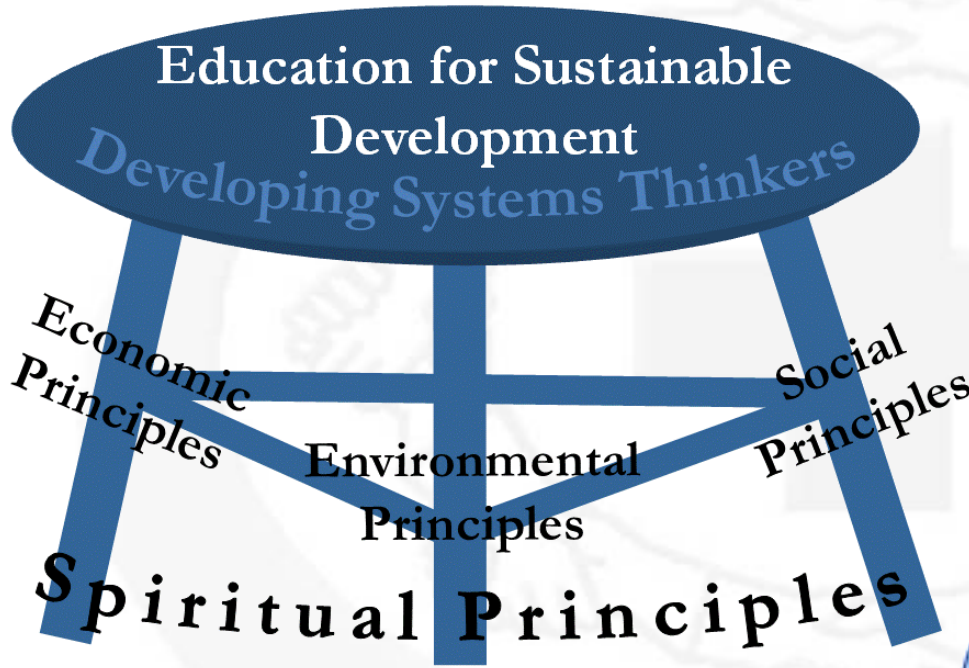 Education for Sustainable
Development
Developing Systems Thinkers
Economic
Principles
Social
Principles
Environmental
Principles
Spiritual Principles